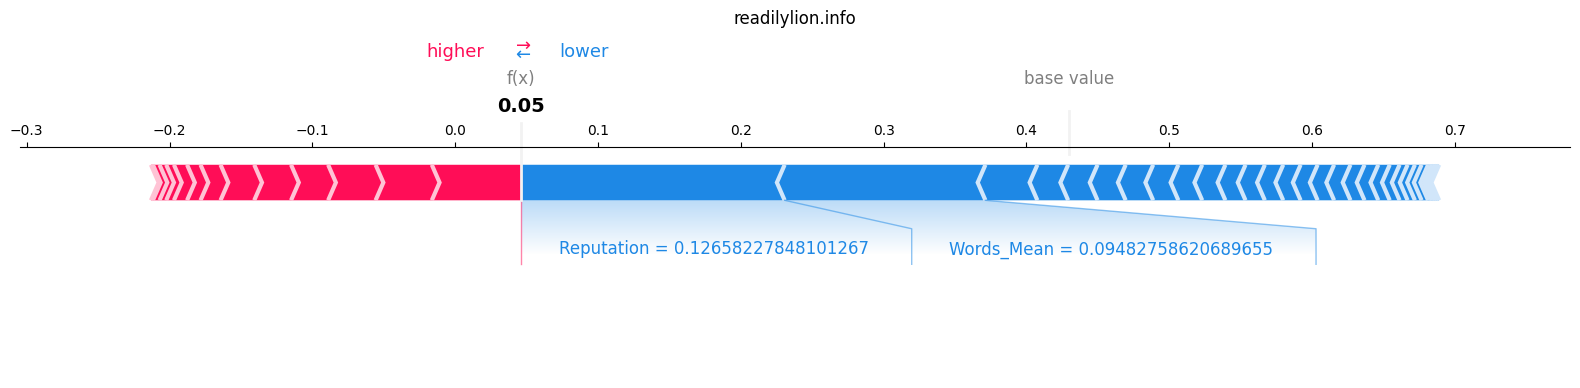 readilylion.info
higher ⇄ lower
f(x) base value
0.05
−0.3 −0.2 −0.1 0.0 0.1 0.2 0.3 0.4 0.5 0.6 0.7
Reputation = 0.12658227848101267 Words_Mean = 0.09482758620689655